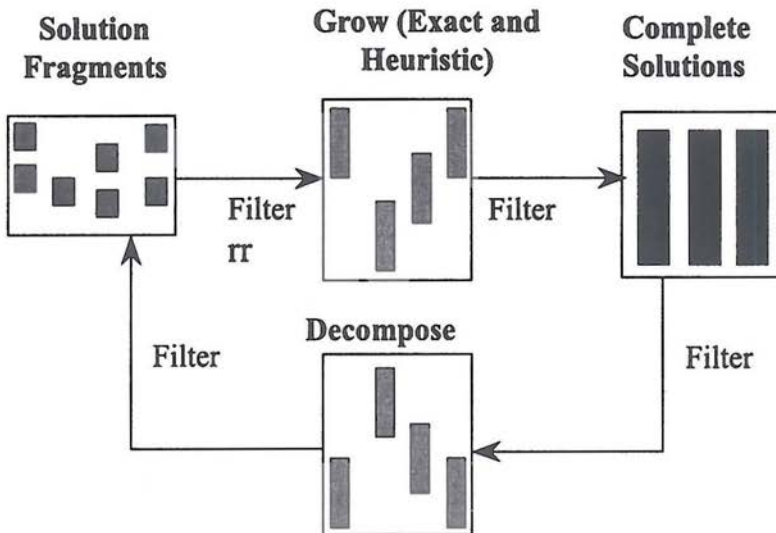 Solution
Fragments
Grow (Exact and
Heuristic)
Complete
Solutions
Filter
rr
Filter
Decompose
Filter
Filter